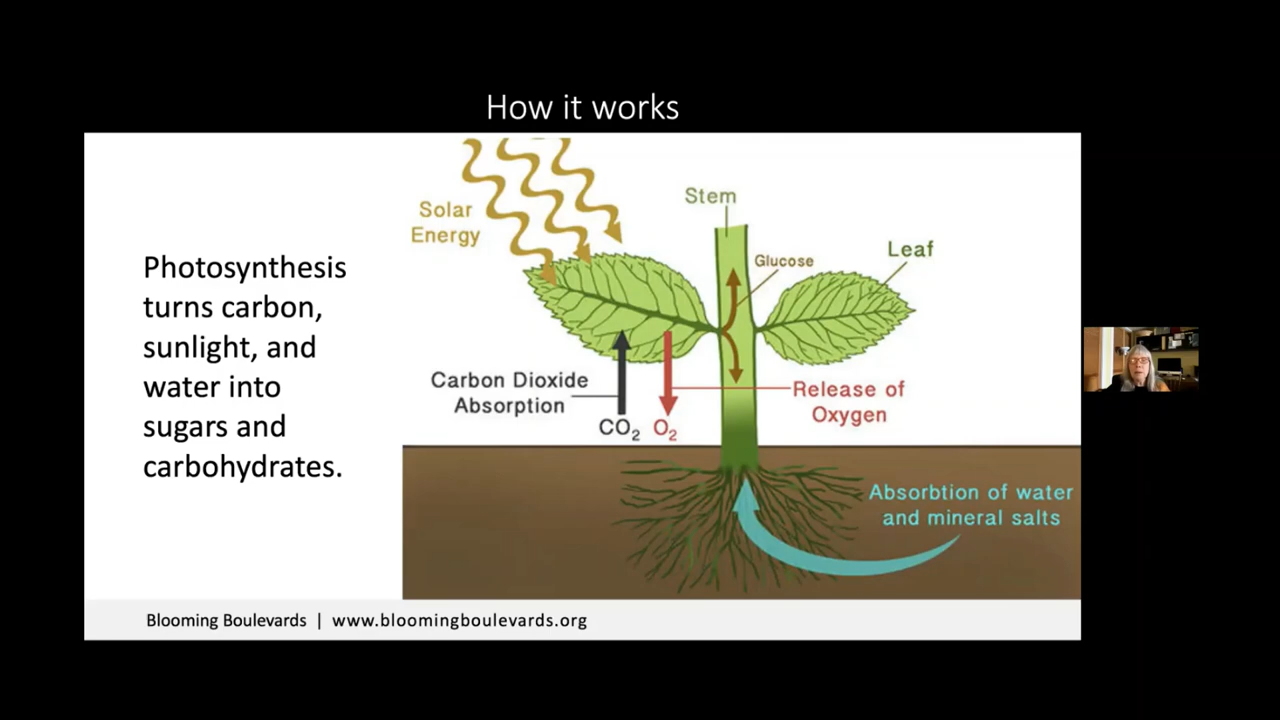 How it works
Photosynthesis
turns carbon,
sunlight, and
water into
sugars and
carbohydrates.
Solar
Energy
Stem
Glucose
Leaf
Carbon Dioxide
Absorption
CO₂
O₂
Release of
Oxygen
Absorbtion of water
and mineral salts
Blooming Boulevards | www.bloomingboulevards.org